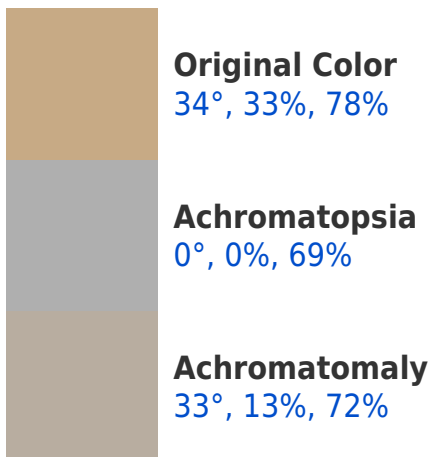 Original Color
34°, 33%, 78%
Achromatopsia
0°, 0%, 69%
Achromatomaly
33°, 13%, 72%